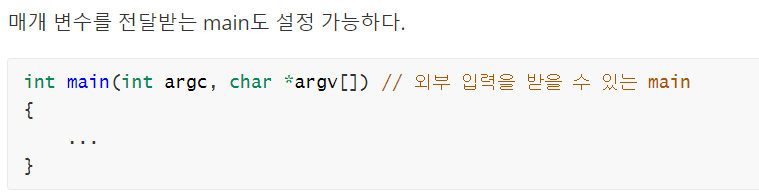 매개 변수를 전달받는 main도 설정 가능하다.
int main(int argc, char *argv[]) // 외부 입력을 받을 수 있는 main
{
    ...
}